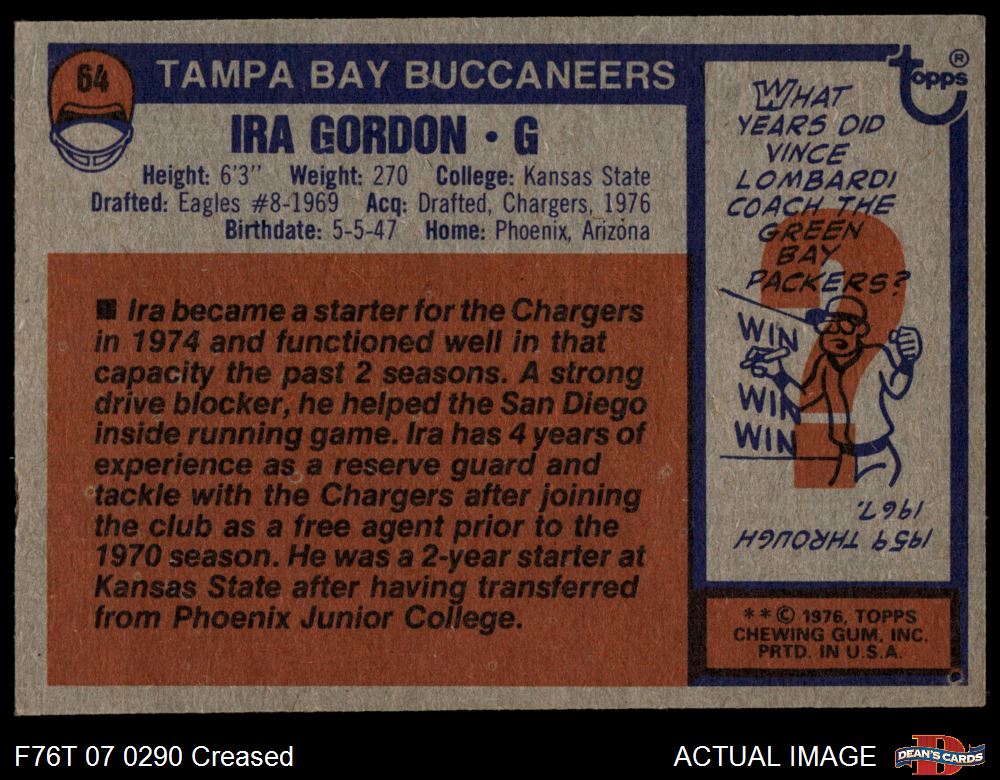 64
TAMPA BAY BUCCANEERS
IRA GORDON • G
Height: 6'3" Weight: 270 College: Kansas State
Drafted: Eagles #8-1969 Acq: Drafted, Chargers, 1976
Birthdate: 5-5-47 Home: Phoenix, Arizona
■ Ira became a starter for the Chargers
in 1974 and functioned well in that
capacity the past 2 seasons. A strong
drive blocker, he helped the San Diego
inside running game. Ira has 4 years of
experience as a reserve guard and
tackle with the Chargers after joining
the club as a free agent prior to the
1970 season. He was a 2-year starter at
Kansas State after having transferred
from Phoenix Junior College.
topps®
WHAT
YEARS DID
VINCE
LOMBARDI
COACH THE
GREEN
BAY
PACKERS?
?
WIN
WIN
WIN
1959 THROUGH
1967.
**© 1976, TOPPS
CHEWING GUM, INC.
PRTD. IN U.S.A.
F76T 07 0290 Creased
ACTUAL IMAGE
D
DEAN'S CARDS